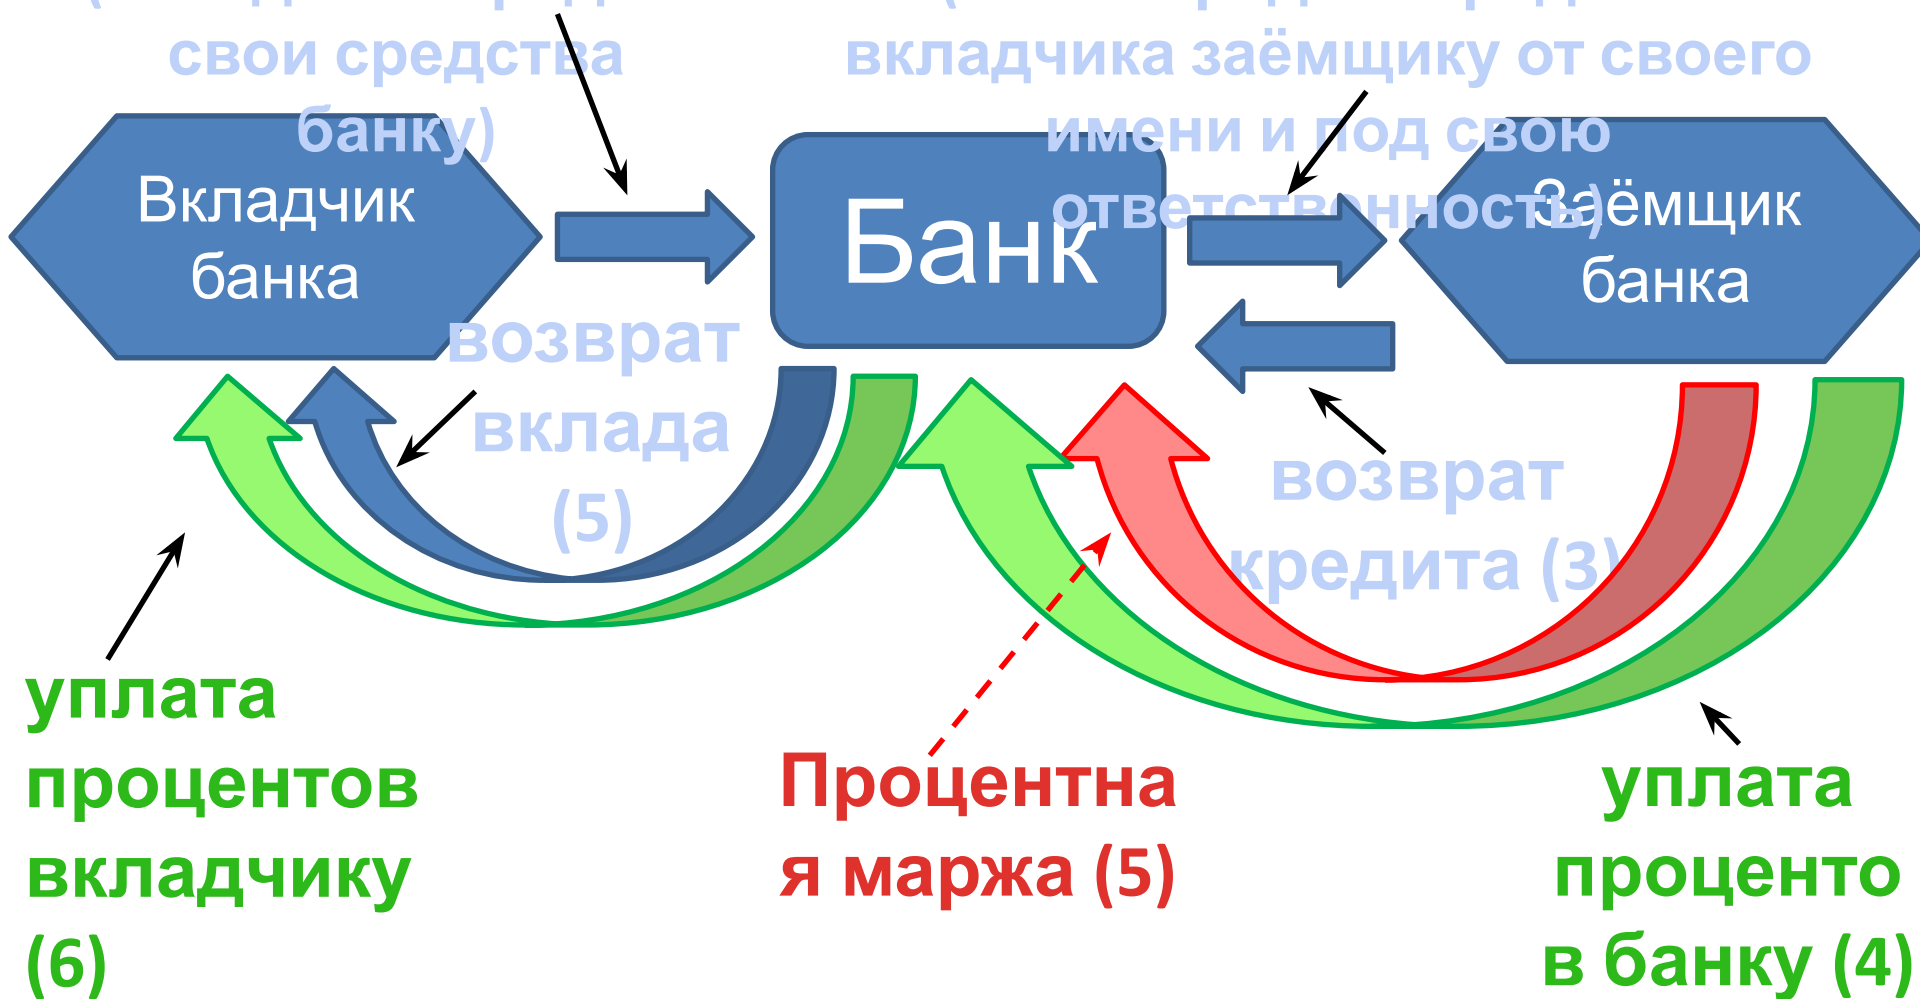 свои средства
банку)
вкладчика заёмщику от своего
имени и под свою
ответственность)
Вкладчик
банка
Банк
Заёмщик
банка
возврат
вклада
(5)
возврат
кредита (3)
уплата
процентов
вкладчику
(6)
Процентна
я маржа (5)
уплата
проценто
в банку (4)